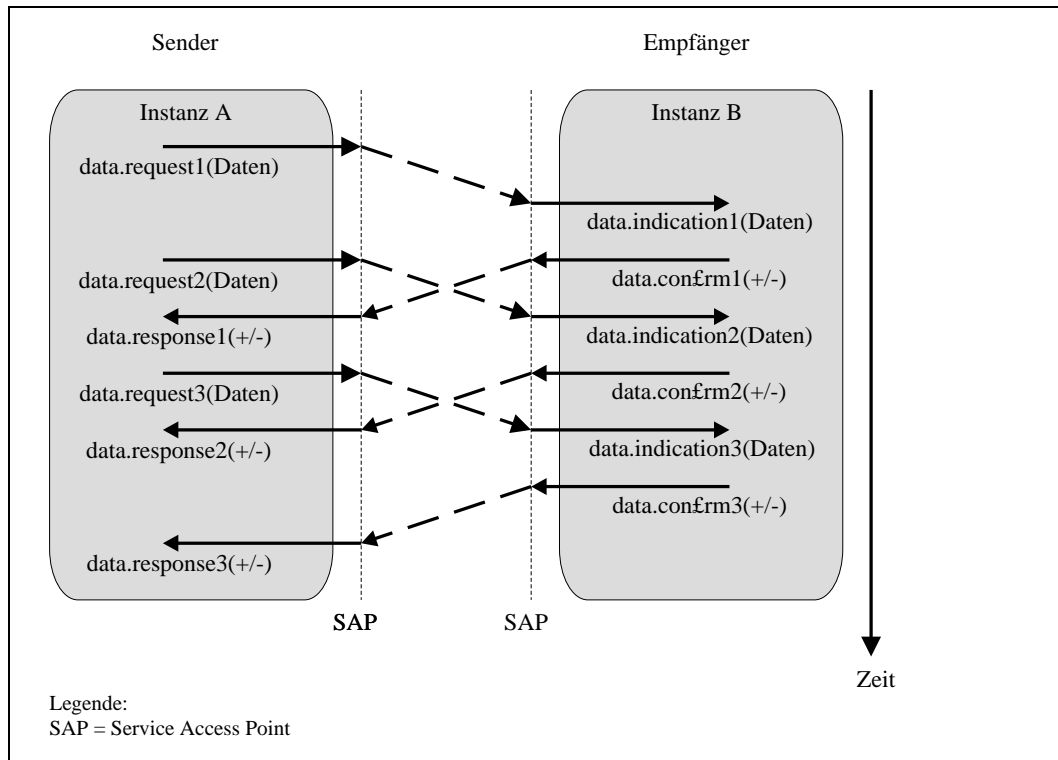 Sender
Empfänger
Instanz A
Instanz B
data.request1(Daten)
data.indication1(Daten)
data.request2(Daten)
data.con£rm1(+/-)
data.response1(+/-)
data.indication2(Daten)
data.request3(Daten)
data.con£rm2(+/-)
data.response2(+/-)
data.indication3(Daten)
data.con£rm3(+/-)
data.response3(+/-)
SAP
SAP
Zeit
Legende:
SAP = Service Access Point